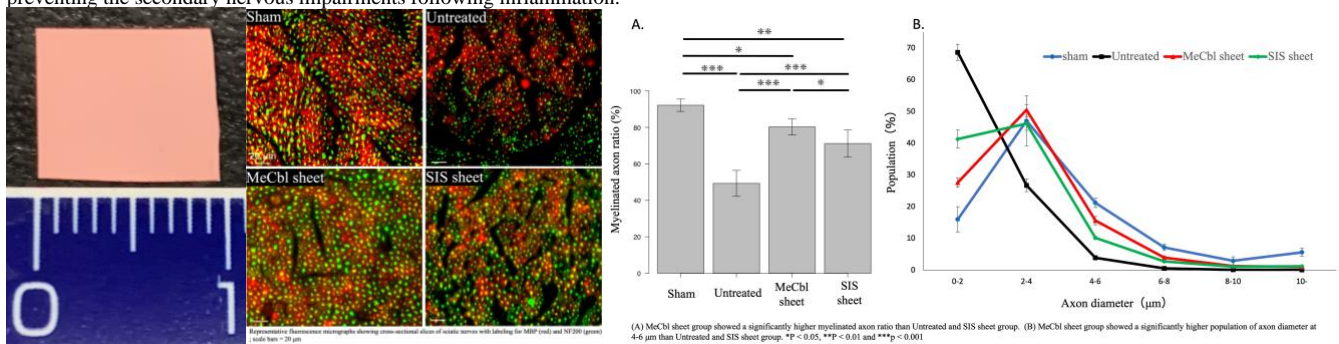 preventing the secondary nervous impairments following inflammation.
0 1
Sham
Untreated
20 μm
MeCbl sheet
SIS sheet
Representative fluorescence micrographs showing cross-sectional slices of sciatic nerves with labeling for MBP (red) and NF200 (green)
; scale bars = 20 μm
A.
**
*
*** ***
*** *
Myelinated axon ratio (%)
100
80
60
40
20
0
Sham Untreated MeCbl sheet SIS sheet
B.
sham Untreated MeCbl sheet SIS sheet
Population (%)
70
60
50
40
30
20
10
0
0-2 2-4 4-6 6-8 8-10 10-
Axon diameter (μm)
(A) MeCbl sheet group showed a significantly higher myelinated axon ratio than Untreated and SIS sheet group. (B) MeCbl sheet group showed a significantly higher population of axon diameter at
4-6 μm than Untreated and SIS sheet group. *P < 0.05, **P < 0.01 and ***p < 0.001